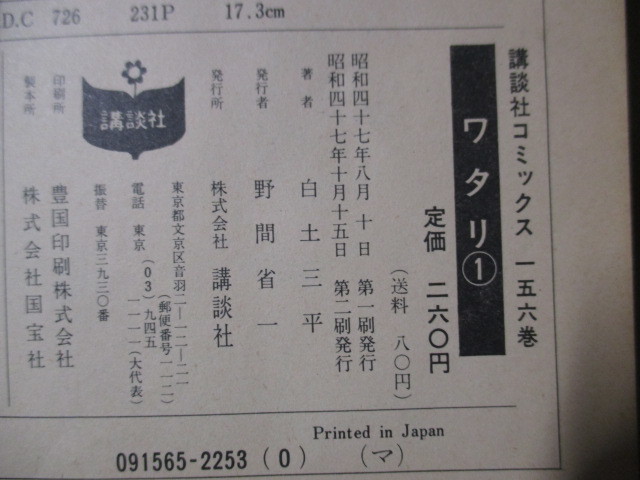 D.C 726 231P 17.3cm
講談社コミックス 一五六巻
ワタリ①
定価 二六〇円
(送料 八〇円)
昭和四十七年八月 十日 第一刷発行
昭和四十七年十月十五日 第二刷発行
著者 白土三平
発行者 野間省一
発行所 株式会社 講談社
東京都文京区音羽二―一二―二一
(郵便番号一一二)
電話 東京(03)九四五
一一一一(大代表)
振替 東京三九三〇番
講談社
印刷所 豊国印刷株式会社
製本所 株式会社国宝社
Printed in Japan
091565-2253(0) (マ)